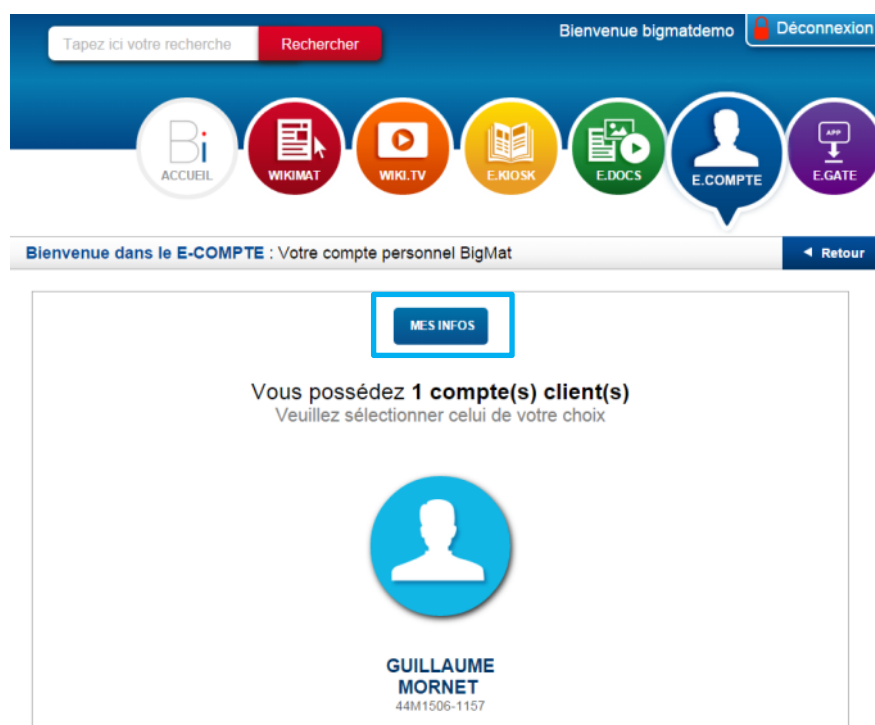 Bienvenue bigmatdemo
Déconnexion
Tapez ici votre recherche
Rechercher
Bi
ACCUEIL
WIKIMAT
WIKI.TV
E.KIOSK
E.DOCS
E.COMPTE
APP
E.GATE
Bienvenue dans le E-COMPTE : Votre compte personnel BigMat
Retour
MES INFOS
Vous possédez 1 compte(s) client(s)
Veuillez sélectionner celui de votre choix
GUILLAUME
MORNET
44M1506-1157